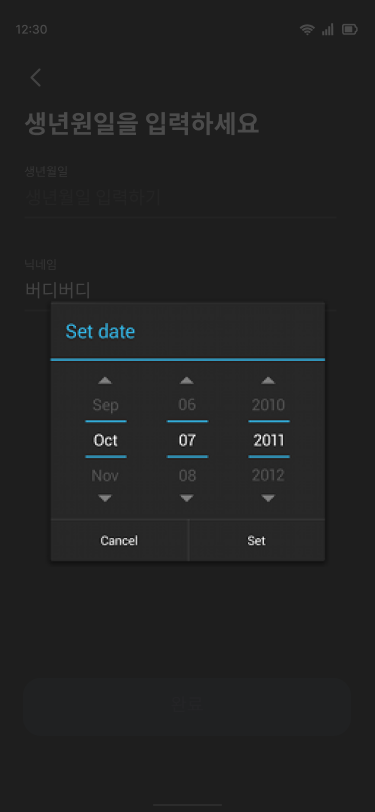 12:30
생년원일을 입력하세요
생년월일
생년월일 입력하기
닉네임
버디버디
Set date
Sep 06 2010
Oct 07 2011
Nov 08 2012
Cancel Set